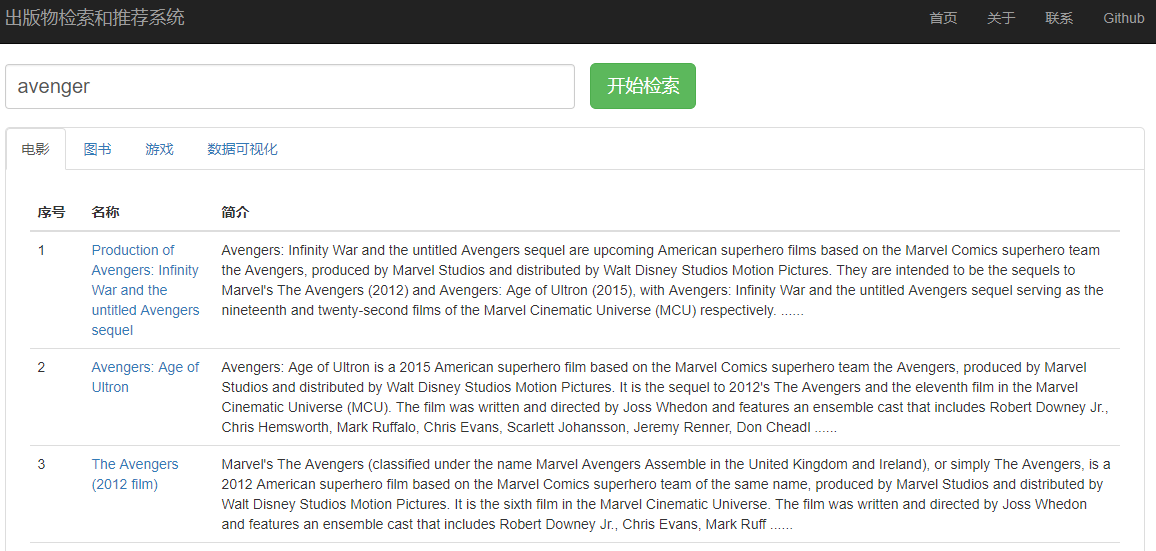 出版物检索和推荐系统 首页 关于 联系 Github
avenger 开始检索
电影 图书 游戏 数据可视化
序号 名称 简介
1
Production of
Avengers: Infinity
War and the
untitled Avengers
sequel
Avengers: Infinity War and the untitled Avengers sequel are upcoming American superhero films based on the Marvel Comics superhero team
the Avengers, produced by Marvel Studios and distributed by Walt Disney Studios Motion Pictures. They are intended to be the sequels to
Marvel's The Avengers (2012) and Avengers: Age of Ultron (2015), with Avengers: Infinity War and the untitled Avengers sequel serving as the
nineteenth and twenty-second films of the Marvel Cinematic Universe (MCU) respectively. ......
2
Avengers: Age of
Ultron
Avengers: Age of Ultron is a 2015 American superhero film based on the Marvel Comics superhero team the Avengers, produced by Marvel
Studios and distributed by Walt Disney Studios Motion Pictures. It is the sequel to 2012's The Avengers and the eleventh film in the Marvel
Cinematic Universe (MCU). The film was written and directed by Joss Whedon and features an ensemble cast that includes Robert Downey Jr.,
Chris Hemsworth, Mark Ruffalo, Chris Evans, Scarlett Johansson, Jeremy Renner, Don Cheadl ......
3
The Avengers
(2012 film)
Marvel's The Avengers (classified under the name Marvel Avengers Assemble in the United Kingdom and Ireland), or simply The Avengers, is a
2012 American superhero film based on the Marvel Comics superhero team of the same name, produced by Marvel Studios and distributed by
Walt Disney Studios Motion Pictures. It is the sixth film in the Marvel Cinematic Universe. The film was written and directed by Joss Whedon
and features an ensemble cast that includes Robert Downey Jr., Chris Evans, Mark Ruff ......